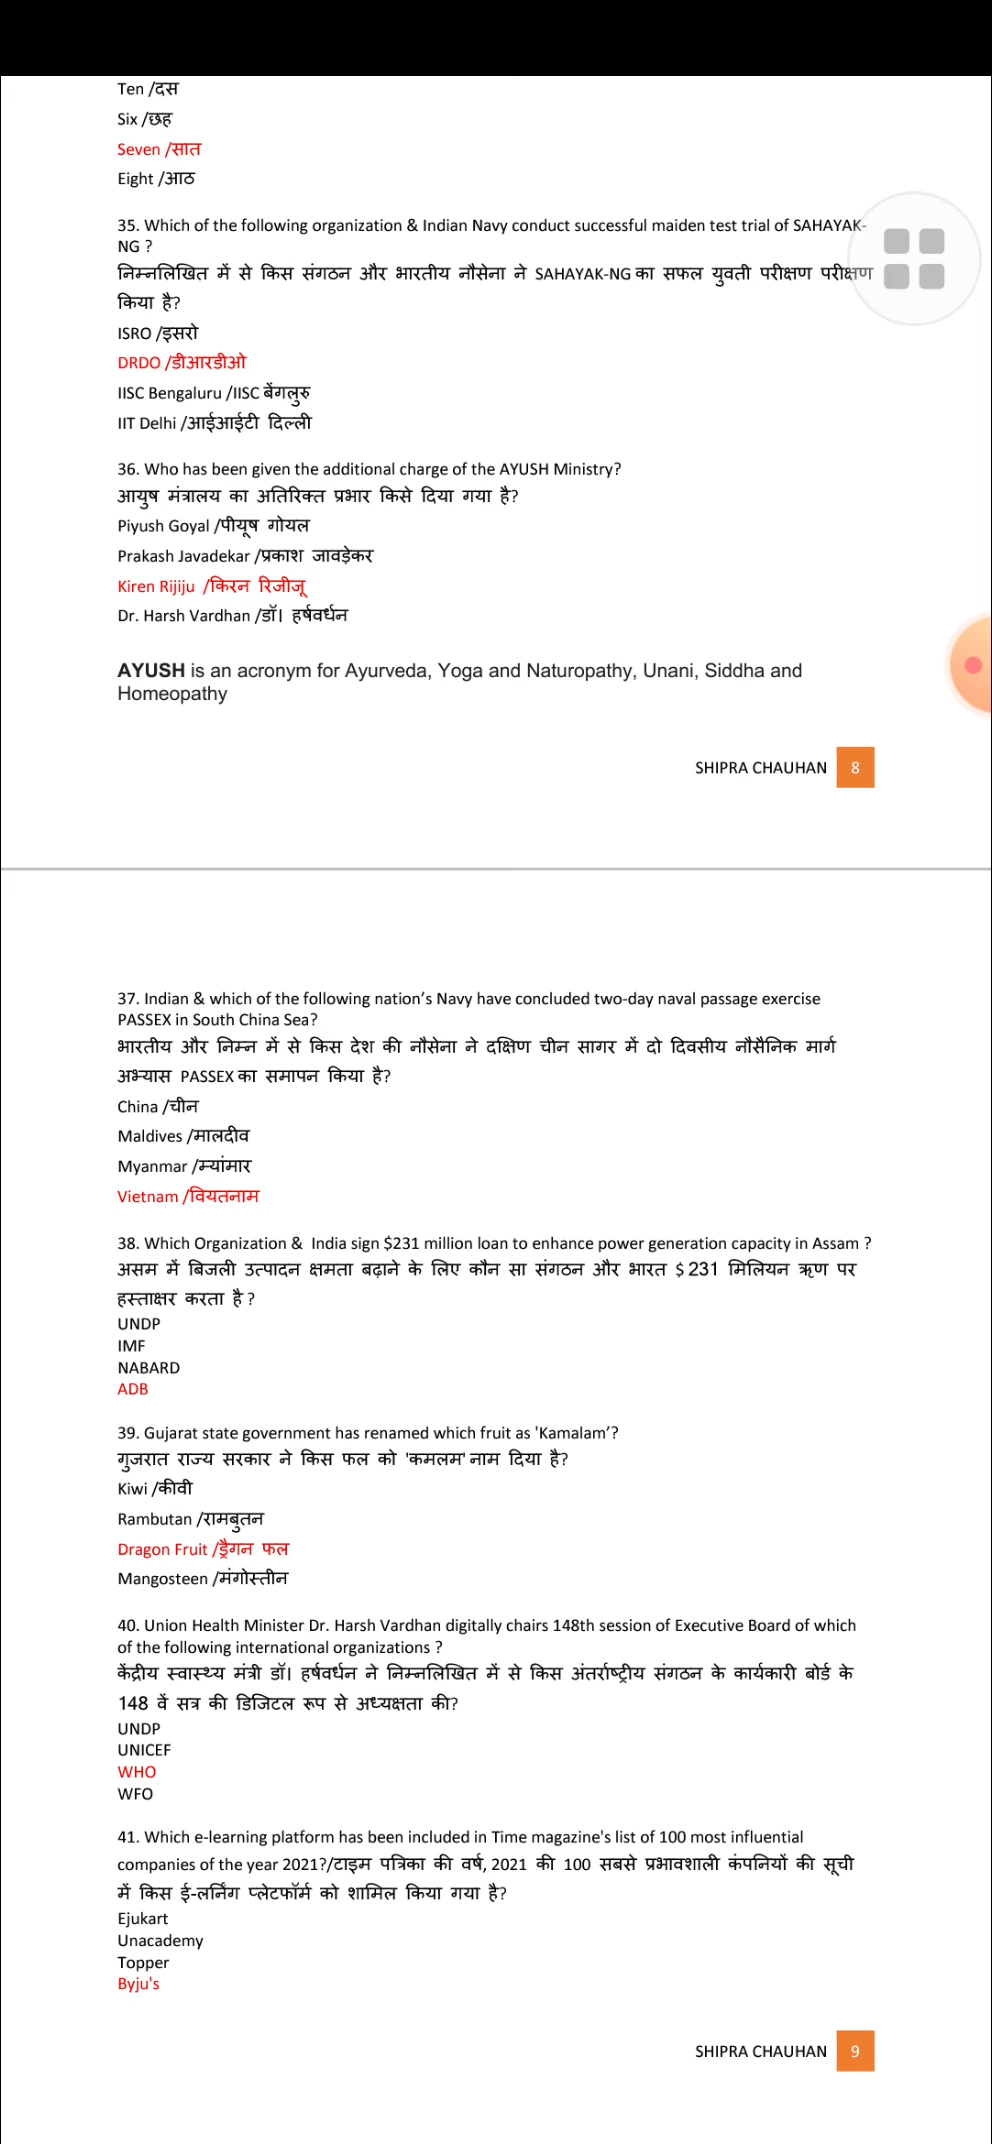 Ten /दस
Six /छह
Seven /सात
Eight /आठ
35. Which of the following organization & Indian Navy conduct successful maiden test trial of SAHAYAK-
NG ?
निम्नलिखित में से किस संगठन और भारतीय नौसेना ने SAHAYAK-NG का सफल युवती परीक्षण परीक्षण
किया है?
ISRO /इसरो
DRDO /डीआरडीओ
IISC Bengaluru /IISC बेंगलुरु
IIT Delhi /आईआईटी दिल्ली
36. Who has been given the additional charge of the AYUSH Ministry?
आयुष मंत्रालय का अतिरिक्त प्रभार किसे दिया गया है?
Piyush Goyal /पीयूष गोयल
Prakash Javadekar /प्रकाश जावड़ेकर
Kiren Rijiju /किरन रिजीजू
Dr. Harsh Vardhan /डॉ। हर्षवर्धन
AYUSH is an acronym for Ayurveda, Yoga and Naturopathy, Unani, Siddha and
Homeopathy
SHIPRA CHAUHAN 8
37. Indian & which of the following nation’s Navy have concluded two-day naval passage exercise
PASSEX in South China Sea?
भारतीय और निम्न में से किस देश की नौसेना ने दक्षिण चीन सागर में दो दिवसीय नौसैनिक मार्ग
अभ्यास PASSEX का समापन किया है?
China /चीन
Maldives /मालदीव
Myanmar /म्यांमार
Vietnam /वियतनाम
38. Which Organization & India sign $231 million loan to enhance power generation capacity in Assam ?
असम में बिजली उत्पादन क्षमता बढ़ाने के लिए कौन सा संगठन और भारत $ 231 मिलियन ऋण पर
हस्ताक्षर करता है ?
UNDP
IMF
NABARD
ADB
39. Gujarat state government has renamed which fruit as 'Kamalam’?
गुजरात राज्य सरकार ने किस फल को 'कमलम' नाम दिया है?
Kiwi /कीवी
Rambutan /रामबुतन
Dragon Fruit /ड्रैगन फल
Mangosteen /मंगोस्तीन
40. Union Health Minister Dr. Harsh Vardhan digitally chairs 148th session of Executive Board of which
of the following international organizations ?
केंद्रीय स्वास्थ्य मंत्री डॉ। हर्षवर्धन ने निम्नलिखित में से किस अंतर्राष्ट्रीय संगठन के कार्यकारी बोर्ड के
148 वें सत्र की डिजिटल रूप से अध्यक्षता की?
UNDP
UNICEF
WHO
WFO
41. Which e-learning platform has been included in Time magazine's list of 100 most influential
companies of the year 2021?/टाइम पत्रिका की वर्ष, 2021 की 100 सबसे प्रभावशाली कंपनियों की सूची
में किस ई-लर्निंग प्लेटफॉर्म को शामिल किया गया है?
Ejukart
Unacademy
Topper
Byju's
SHIPRA CHAUHAN 9